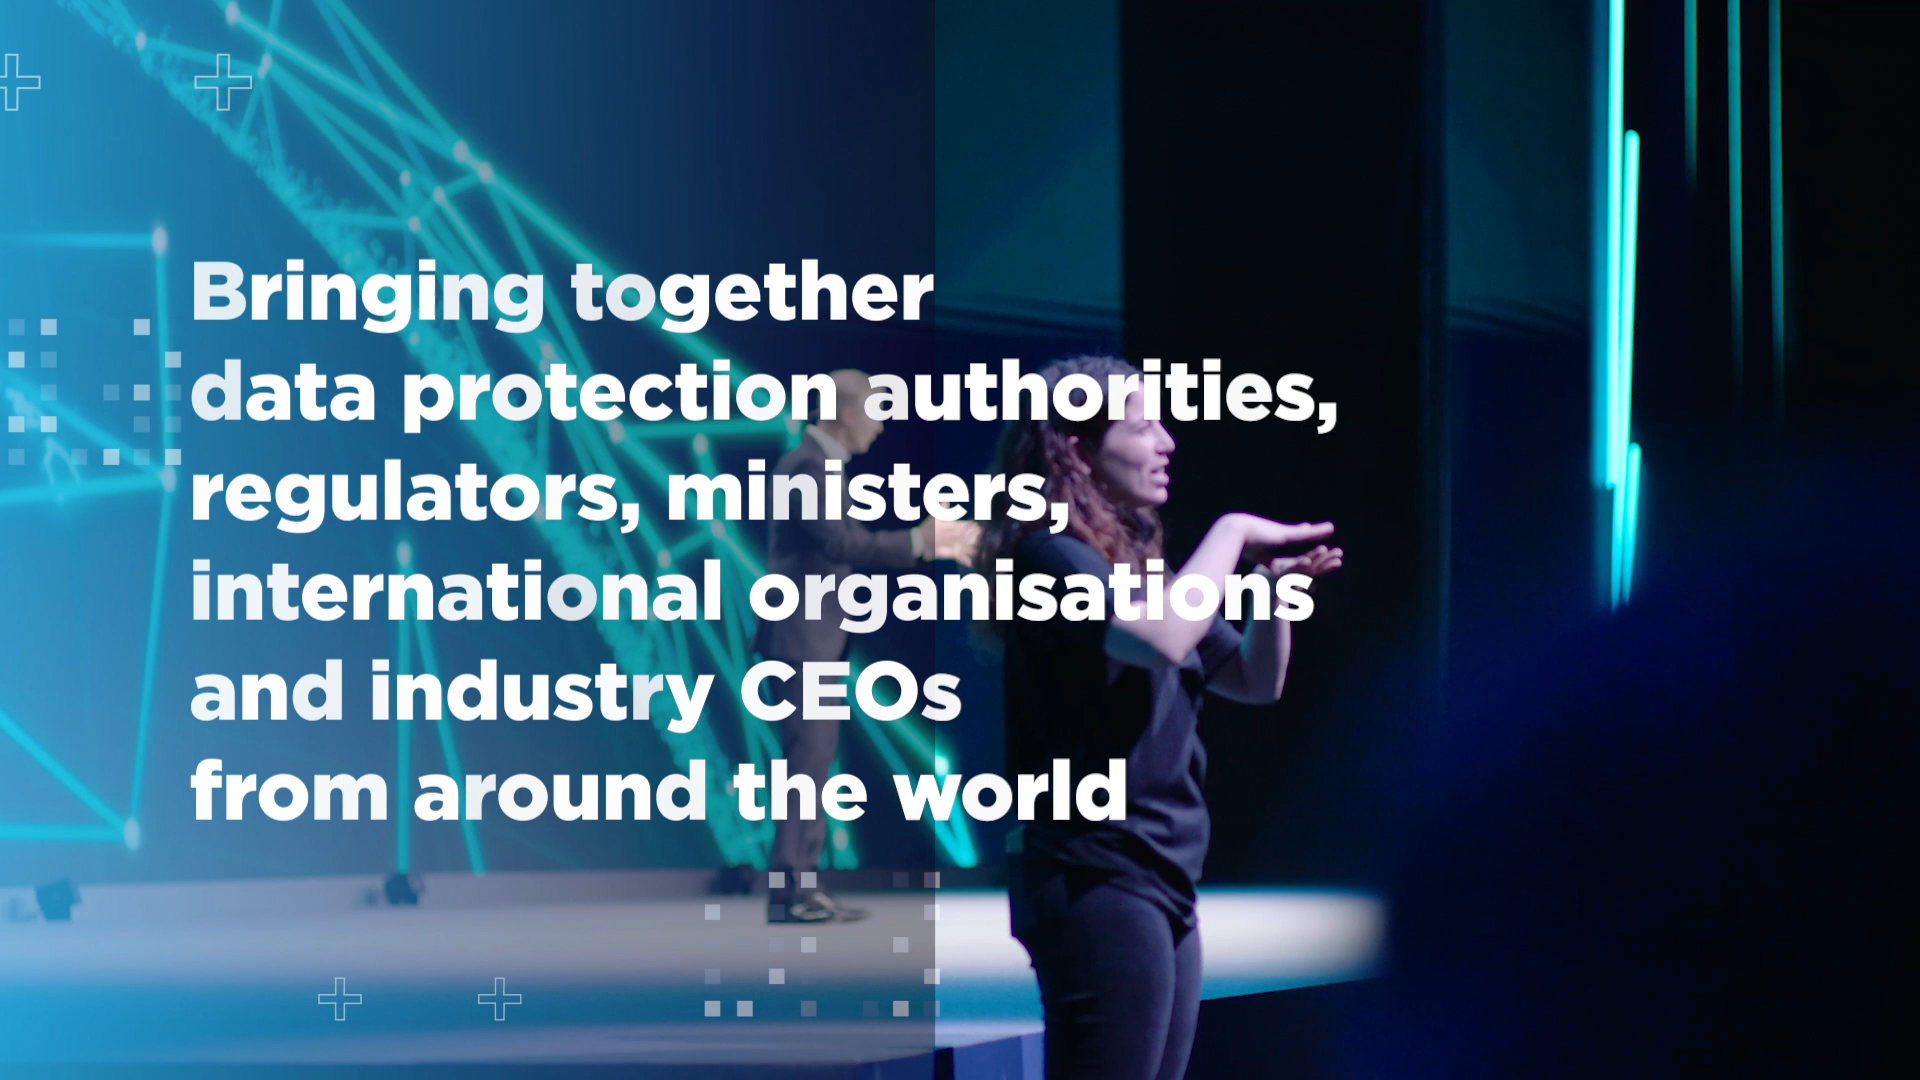 Bringing together
data protection authorities,
regulators, ministers,
international organisations
and industry CEOs
from around the world